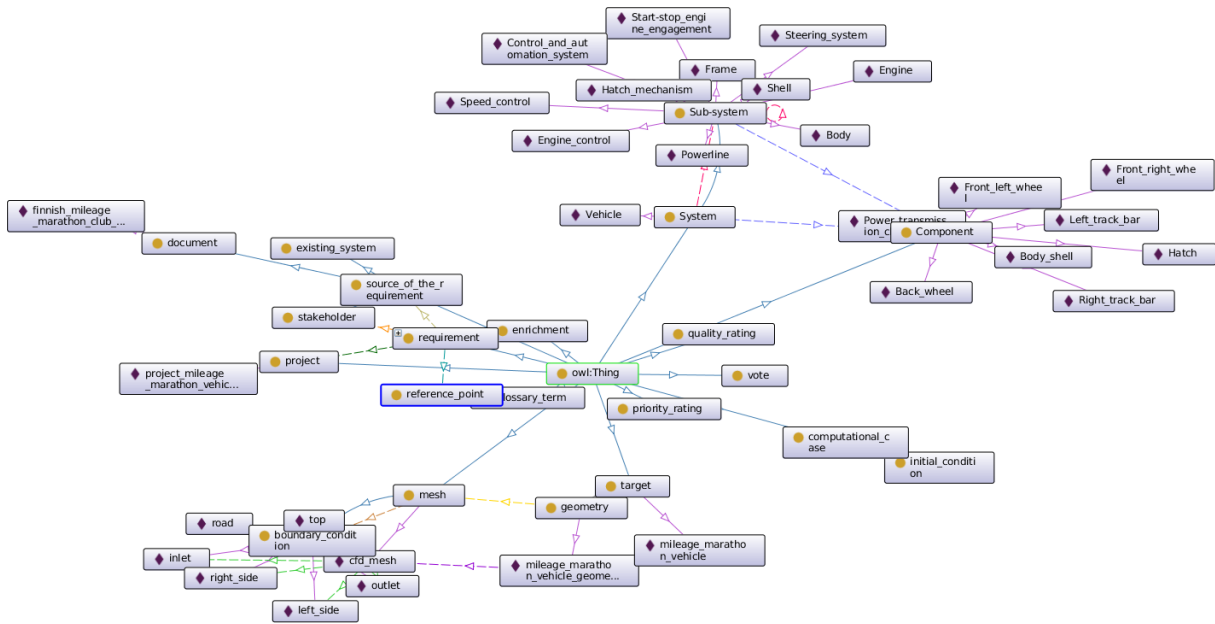 Start-stop_engi
ne_engagement
Control_and_aut
omation_system
Steering_system
Frame
Engine
Hatch_mechanism
Shell
Speed_control
Sub-system
Engine_control
Body
Powerline
Front_right_whe
el
Front_left_whee
l
Vehicle
System
Power_transmiss
ion_c
Component
Left_track_bar
Hatch
Body_shell
Back_wheel
Right_track_bar
finnish_mileage
_marathon_club_...
document
existing_system
source_of_the_r
equirement
stakeholder
requirement
enrichment
quality_rating
project
project_mileage
_marathon_vehic...
owl:Thing
vote
reference_point
lossary_term
priority_rating
computational_c
ase
initial_conditi
on
target
mesh
geometry
top
road
boundary_condit
ion
mileage_maratho
n_vehicle
inlet
cfd_mesh
mileage_maratho
n_vehicle_geome...
right_side
outlet
left_side